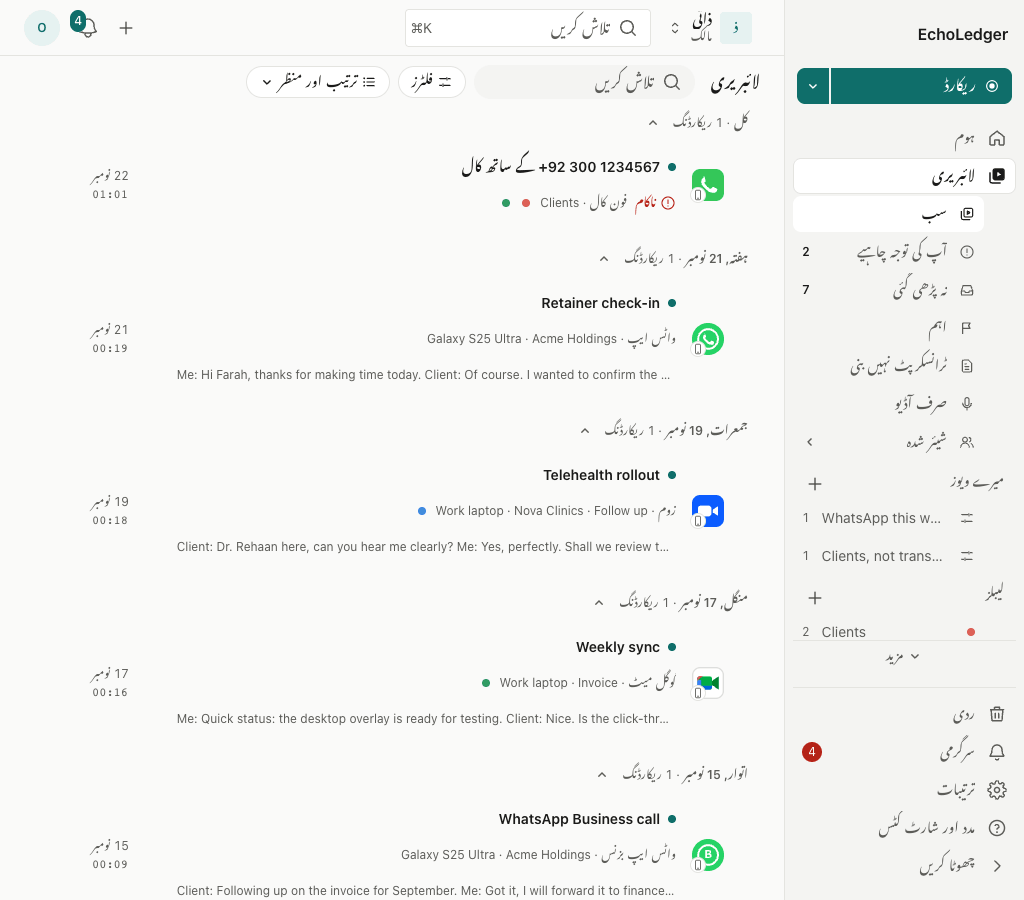 EchoLedger
ریکارڈ
ہوم
لائبریری
سب
آپ کی توجہ چاہیے 2
نہ پڑھی گئی 7
اہم
ٹرانسکرپٹ نہیں بنی
صرف آڈیو
شیئر شدہ
میرے ویوز
WhatsApp this w... 1
Clients, not trans... 1
لیبلز
Clients 2
مزید
ردی
سرگرمی 4
ترتیبات
مدد اور شارٹ کٹس
چھوٹا کریں
ذ
ذاتی
مالک
تلاش کریں ⌘K
4
O
لائبریری
تلاش کریں
فلٹرز
ترتیب اور منظر
کل · 1 ریکارڈنگ
+92 300 1234567 کے ساتھ کال
ناکام فون کال · Clients
22 نومبر
01:01
ہفتہ, 21 نومبر · 1 ریکارڈنگ
Retainer check-in
واٹس ایپ · Galaxy S25 Ultra · Acme Holdings
Me: Hi Farah, thanks for making time today. Client: Of course. I wanted to confirm the ...
21 نومبر
00:19
جمعرات, 19 نومبر · 1 ریکارڈنگ
Telehealth rollout
زوم · Work laptop · Nova Clinics · Follow up
Client: Dr. Rehaan here, can you hear me clearly? Me: Yes, perfectly. Shall we review t...
19 نومبر
00:18
منگل, 17 نومبر · 1 ریکارڈنگ
Weekly sync
گوگل میٹ · Work laptop · Invoice
Me: Quick status: the desktop overlay is ready for testing. Client: Nice. Is the click-thr...
17 نومبر
00:16
اتوار, 15 نومبر · 1 ریکارڈنگ
WhatsApp Business call
واٹس ایپ بزنس · Galaxy S25 Ultra · Acme Holdings
Client: Following up on the invoice for September. Me: Got it, I will forward it to finance...
15 نومبر
00:09